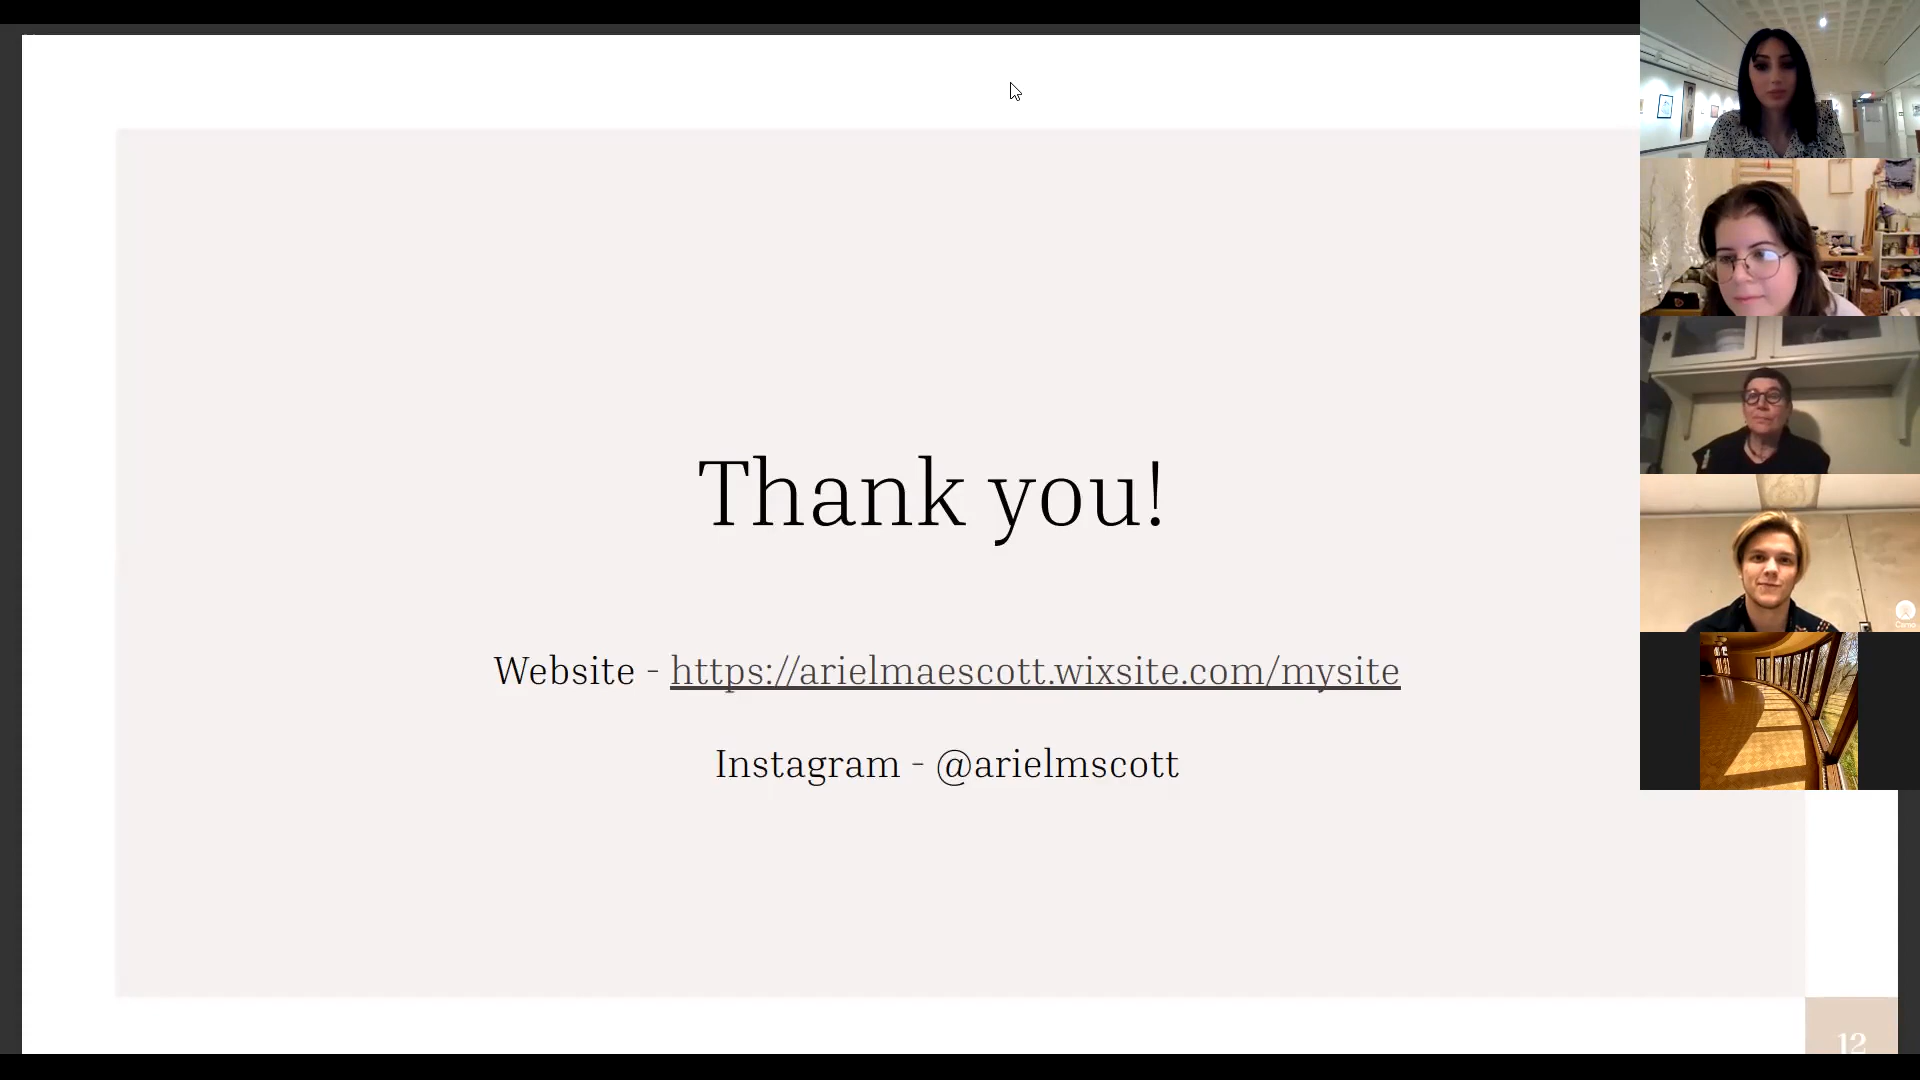 Thank you!
Website - https://arielmaescott.wixsite.com/mysite
Instagram - @arielmscott
12